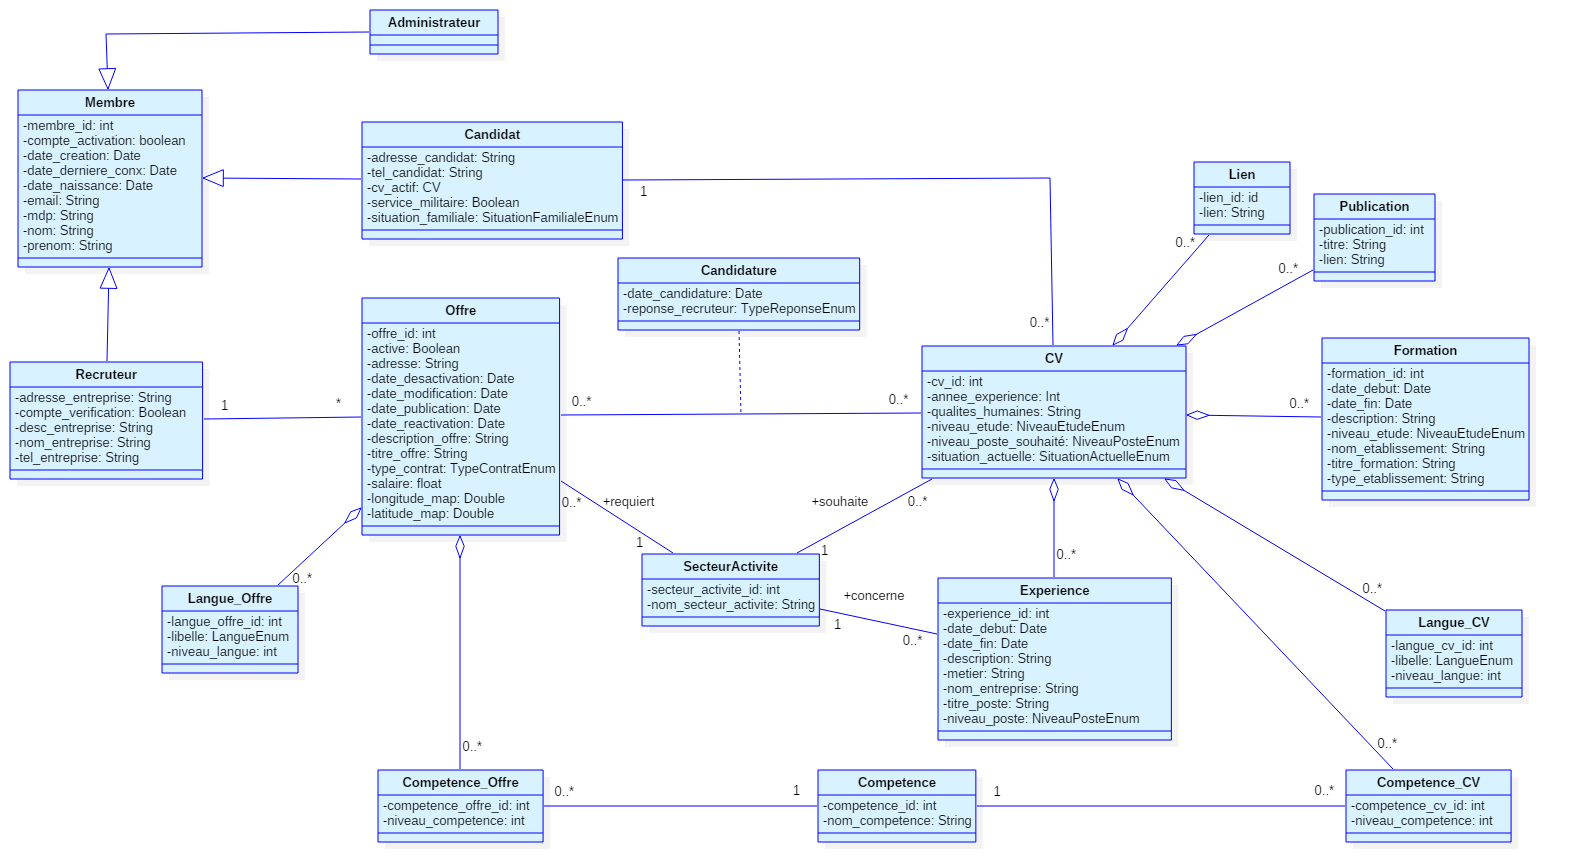 Administrateur
Membre
-membre_id: int
-compte_activation: boolean
-date_creation: Date
-date_derniere_conx: Date
-date_naissance: Date
-email: String
-mdp: String
-nom: String
-prenom: String
Candidat
-adresse_candidat: String
-tel_candidat: String
-cv_actif: CV
-service_militaire: Boolean
-situation_familiale: SituationFamilialeEnum
1
0..*
Lien
-lien_id: id
-lien: String
0..*
Publication
-publication_id: int
-titre: String
-lien: String
0..*
Candidature
-date_candidature: Date
-reponse_recruteur: TypeReponseEnum
Recruteur
-adresse_entreprise: String
-compte_verification: Boolean
-desc_entreprise: String
-nom_entreprise: String
-tel_entreprise: String
1
*
Offre
-offre_id: int
-active: Boolean
-adresse: String
-date_desactivation: Date
-date_modification: Date
-date_publication: Date
-date_reactivation: Date
-description_offre: String
-titre_offre: String
-type_contrat: TypeContratEnum
-salaire: float
-longitude_map: Double
-latitude_map: Double
0..*
0..*
CV
-cv_id: int
-annee_experience: Int
-qualites_humaines: String
-niveau_etude: NiveauEtudeEnum
-niveau_poste_souhaité: NiveauPosteEnum
-situation_actuelle: SituationActuelleEnum
0..*
Formation
-formation_id: int
-date_debut: Date
-date_fin: Date
-description: String
-niveau_etude: NiveauEtudeEnum
-nom_etablissement: String
-titre_formation: String
-type_etablissement: String
0..*
+requiert
1
+souhaite
0..*
1
SecteurActivite
-secteur_activite_id: int
-nom_secteur_activite: String
+concerne
1
0..*
0..*
Experience
-experience_id: int
-date_debut: Date
-date_fin: Date
-description: String
-metier: String
-nom_entreprise: String
-titre_poste: String
-niveau_poste: NiveauPosteEnum
0..*
Langue_Offre
-langue_offre_id: int
-libelle: LangueEnum
-niveau_langue: int
0..*
Langue_CV
-langue_cv_id: int
-libelle: LangueEnum
-niveau_langue: int
0..*
Competence_Offre
-competence_offre_id: int
-niveau_competence: int
0..*
1
Competence
-competence_id: int
-nom_competence: String
1
0..*
0..*
Competence_CV
-competence_cv_id: int
-niveau_competence: int